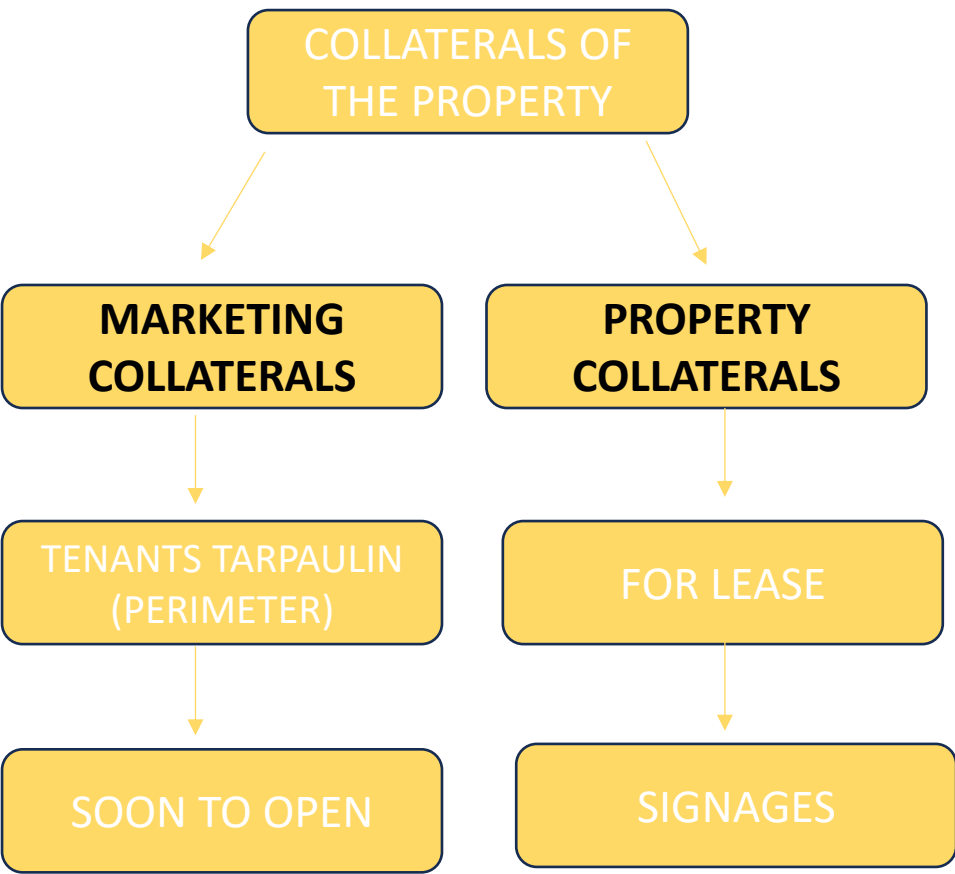 COLLATERALS OF
THE PROPERTY
MARKETING
COLLATERALS
PROPERTY
COLLATERALS
TENANTS TARPAULIN
(PERIMETER)
FOR LEASE
SOON TO OPEN
SIGNAGES